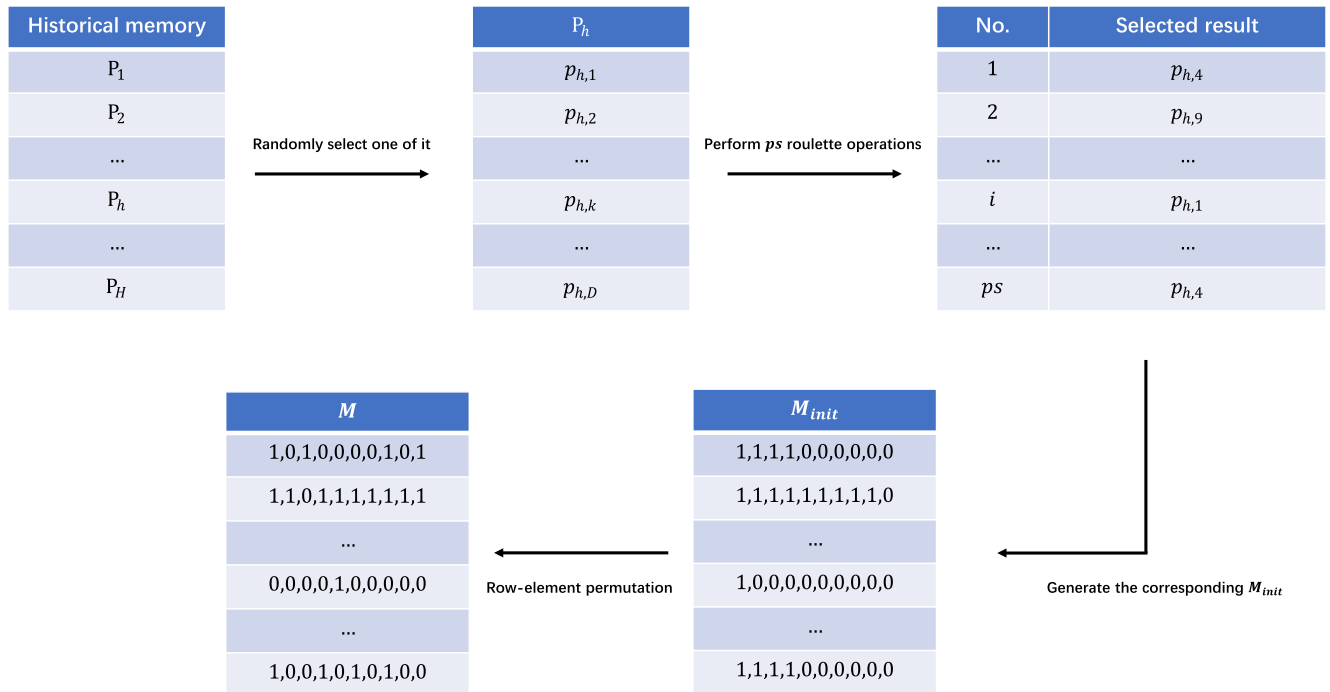 Historical memory
P1
P2
...
Ph
...
PH
Randomly select one of it
Ph
ph,1
ph,2
...
ph,k
...
ph,D
Perform ps roulette operations
No. Selected result
1 ph,4
2 ph,9
... ...
i ph,1
... ...
ps ph,4
Generate the corresponding Minit
Minit
1,1,1,1,0,0,0,0,0,0
1,1,1,1,1,1,1,1,1,0
...
1,0,0,0,0,0,0,0,0,0
...
1,1,1,1,0,0,0,0,0,0
Row-element permutation
M
1,0,1,0,0,0,0,1,0,1
1,1,0,1,1,1,1,1,1,1
...
0,0,0,0,1,0,0,0,0,0
...
1,0,0,1,0,1,0,1,0,0